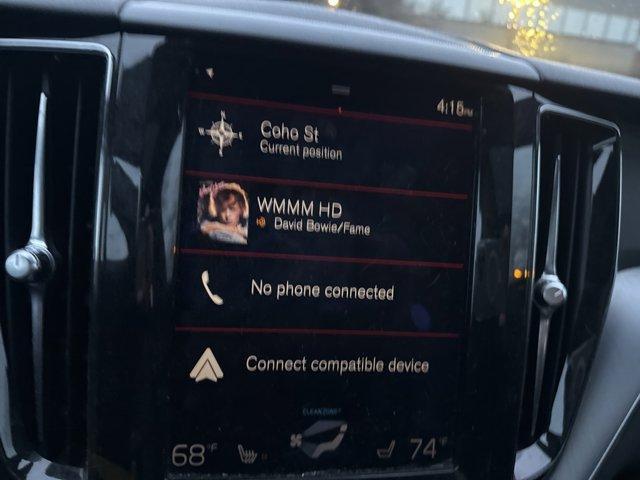 4:15PM
Coho St
Current position
WMMM HD
David Bowie/Fame
No phone connected
Connect compatible device
CLEANZONE
68°F
74°F